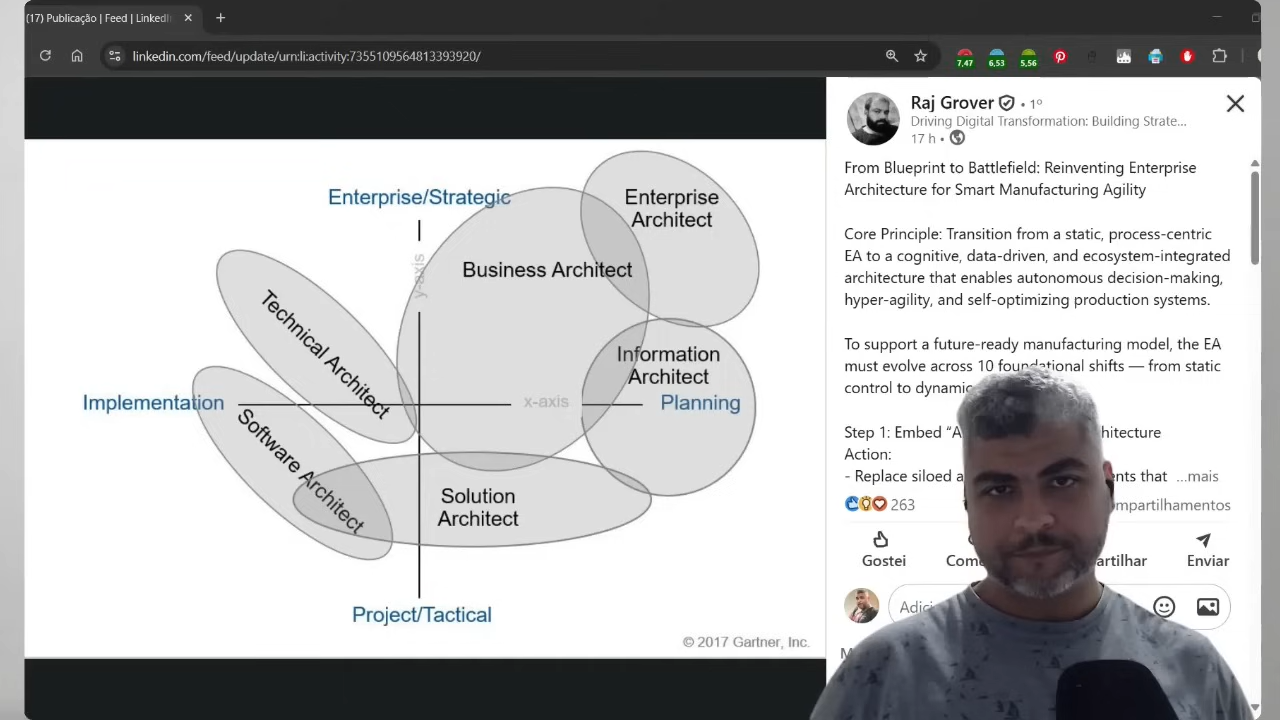 (17) Publicação | Feed | LinkedIn
linkedin.com/feed/update/urn:li:activity:7355109564813393920/
7,47
6,53
5,56
Enterprise/Strategic
y-axis
Enterprise
Architect
Business Architect
Technical Architect
Information
Architect
Implementation
x-axis
Planning
Software Architect
Solution
Architect
Project/Tactical
© 2017 Gartner, Inc.
Raj Grover • 1º
Driving Digital Transformation: Building Strate...
17 h •
From Blueprint to Battlefield: Reinventing Enterprise
Architecture for Smart Manufacturing Agility
Core Principle: Transition from a static, process-centric
EA to a cognitive, data-driven, and ecosystem-integrated
architecture that enables autonomous decision-making,
hyper-agility, and self-optimizing production systems.
To support a future-ready manufacturing model, the EA
must evolve across 10 foundational shifts — from static
control to dynamic
Step 1: Embed
Action:
- Replace siloed
...mais
263
Gostei
Enviar